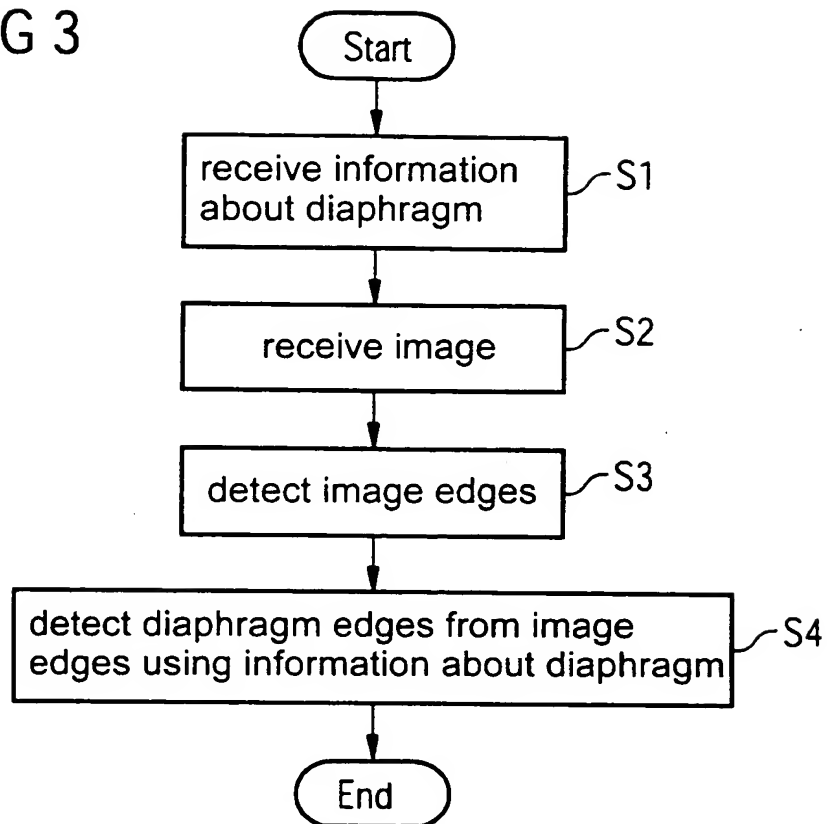 G 3
Start
receive information
about diaphragm
S1
receive image
S2
detect image edges
S3
detect diaphragm edges from image
edges using information about diaphragm
S4
End